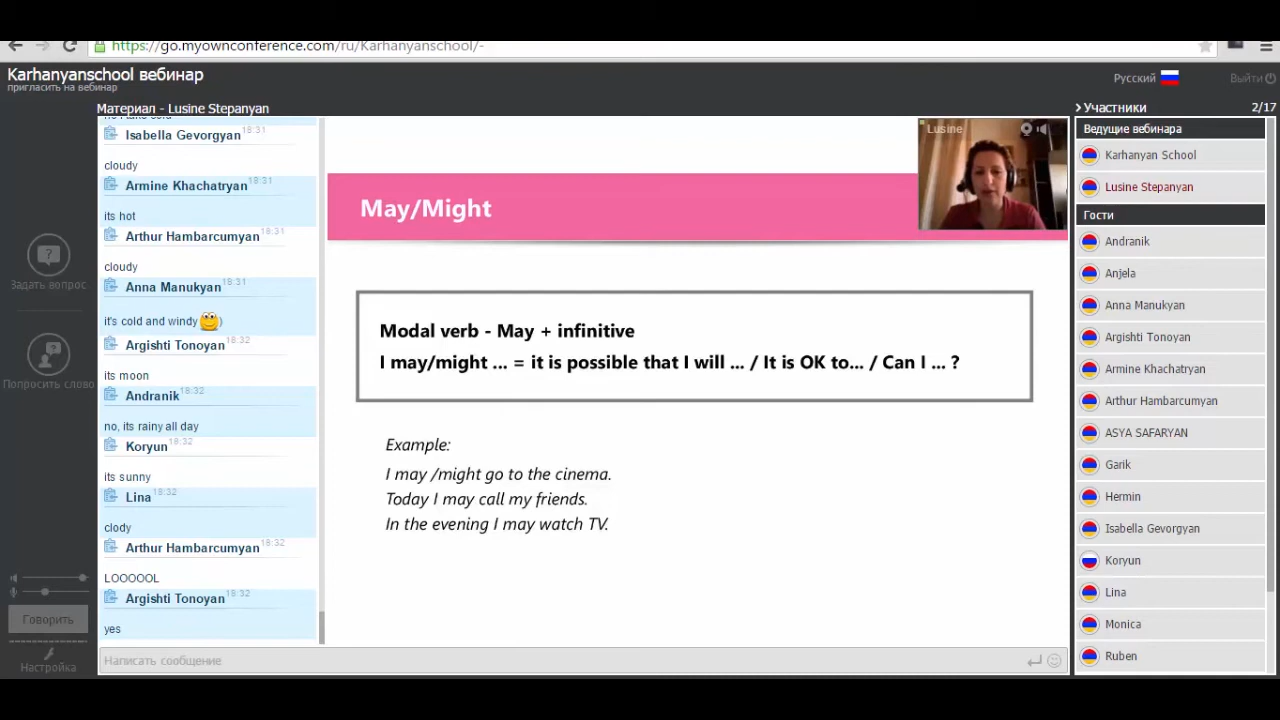 https://go.myownconference.com/ru/Karhanyanschool/-
Karhanyanschool вебинар
пригласить на вебинар
Русский
Выйти
Материал - Lusine Stepanyan
Isabella Gevorgyan 18:31
cloudy
Armine Khachatryan 18:31
its hot
Arthur Hambarcumyan 18:31
cloudy
Anna Manukyan 18:31
it's cold and windy )
Argishti Tonoyan 18:32
its moon
Andranik 18:32
no, its rainy all day
Koryun 18:32
its sunny
Lina 18:32
clody
Arthur Hambarcumyan 18:32
LOOOOOL
Argishti Tonoyan 18:32
yes
Написать сообщение
Задать вопрос
Попросить слово
Говорить
Настройка
May/Might
Lusine
Modal verb - May + infinitive
I may/might ... = it is possible that I will ... / It is OK to... / Can I ... ?
Example:
I may /might go to the cinema.
Today I may call my friends.
In the evening I may watch TV.
Участники 2/17
Ведущие вебинара
Karhanyan School
Lusine Stepanyan
Гости
Andranik
Anjela
Anna Manukyan
Argishti Tonoyan
Armine Khachatryan
Arthur Hambarcumyan
ASYA SAFARYAN
Garik
Hermin
Isabella Gevorgyan
Koryun
Lina
Monica
Ruben